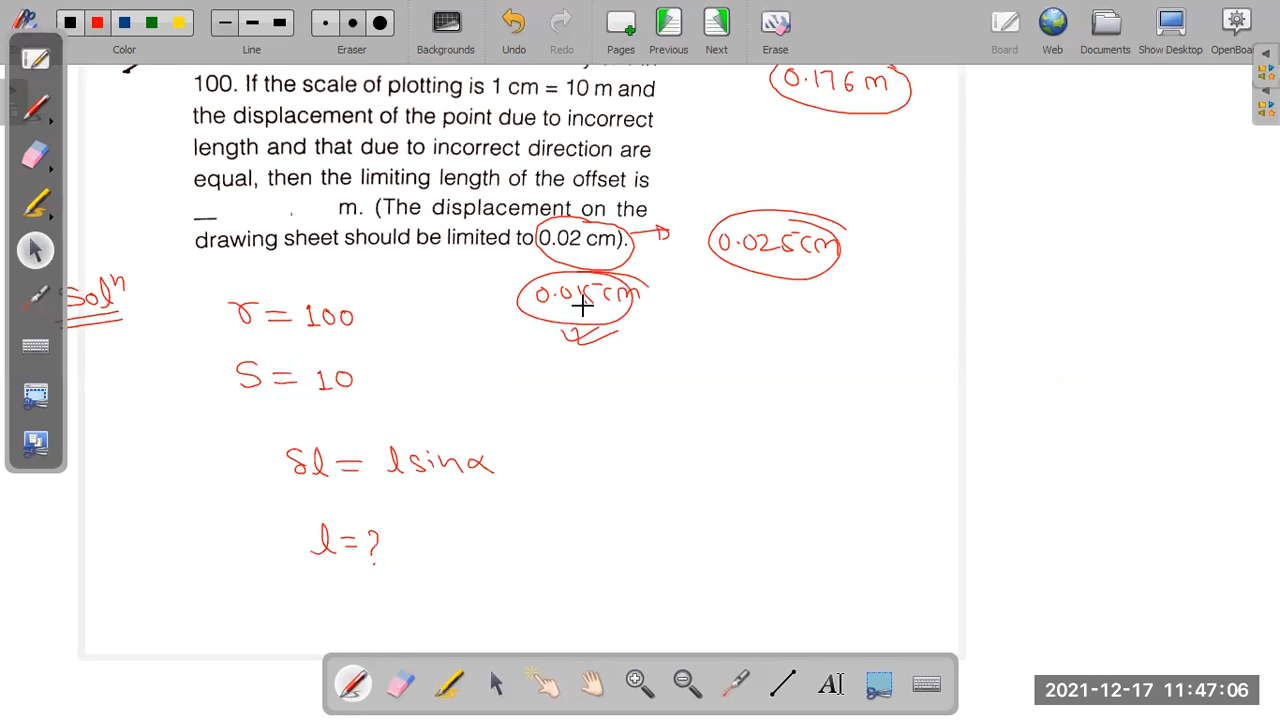 Color Line Eraser Backgrounds Undo Redo Pages Previous Next Erase Board Web Documents Show Desktop OpenBoard
100. If the scale of plotting is 1 cm = 10 m and
the displacement of the point due to incorrect
length and that due to incorrect direction are
equal, then the limiting length of the offset is
__ m. (The displacement on the
drawing sheet should be limited to 0.02 cm).
0.176 m
0.025cm
0.015cm
Solⁿ
r = 100
S = 10
δl = l sinα
l = ?
2021-12-17 11:47:06